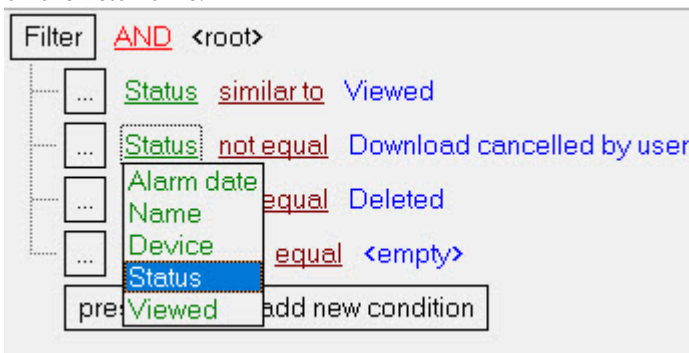 Filter AND <root>
... Status similar to Viewed
... Status not equal Download cancelled by user
Alarm date
... equal Deleted
Name
Device
... equal <empty>
Status
Viewed
pre add new condition